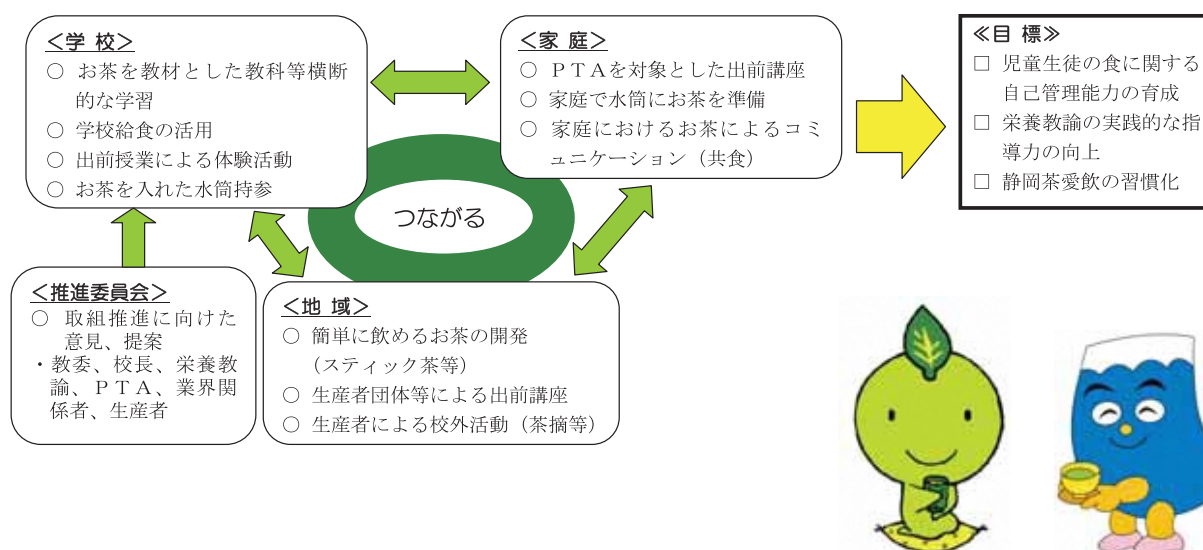 ＜学 校＞
○ お茶を教材とした教科等横断
的な学習
○ 学校給食の活用
○ 出前授業による体験活動
○ お茶を入れた水筒持参
＜家 庭＞
○ ＰＴＡを対象とした出前講座
○ 家庭で水筒にお茶を準備
○ 家庭におけるお茶によるコミ
ュニケーション（共食）
≪目 標≫
□ 児童生徒の食に関する
自己管理能力の育成
□ 栄養教諭の実践的な指
導力の向上
□ 静岡茶愛飲の習慣化
つながる
＜推進委員会＞
○ 取組推進に向けた
意見、提案
・教委、校長、栄養教
諭、ＰＴＡ、業界関
係者、生産者
＜地 域＞
○ 簡単に飲めるお茶の開発
（スティック茶等）
○ 生産者団体等による出前講座
○ 生産者による校外活動（茶摘等）